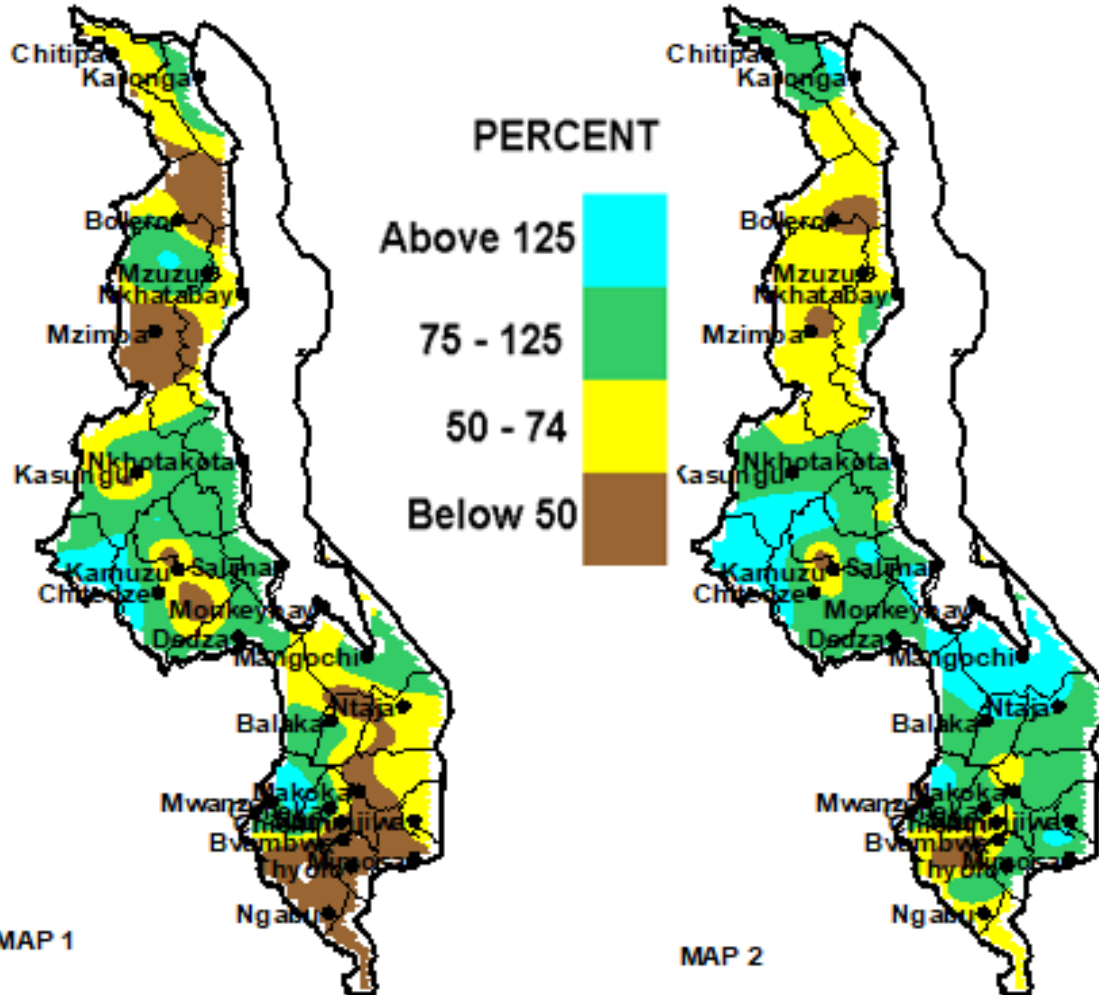 Chitipa
Karonga
Bolero
Mzuzu
Nkhatabay
Mzimba
Nkhotakota
Kasungu
Kamuzu
Salima
Chitedze
Monkeybay
Dedza
Mangochi
Ntaja
Balaka
Makoka
Mwanza
Bvumbwe
Mimosa
Thyolo
Ngabu
MAP 1
PERCENT
Above 125
75 - 125
50 - 74
Below 50
Chitipa
Karonga
Bolero
Mzuzu
Nkhatabay
Mzimba
Nkhotakota
Kasungu
Kamuzu
Salima
Chitedze
Monkeybay
Dedza
Mangochi
Ntaja
Balaka
Makoka
Mwanza
Bvumbwe
Mimosa
Thyolo
Ngabu
MAP 2